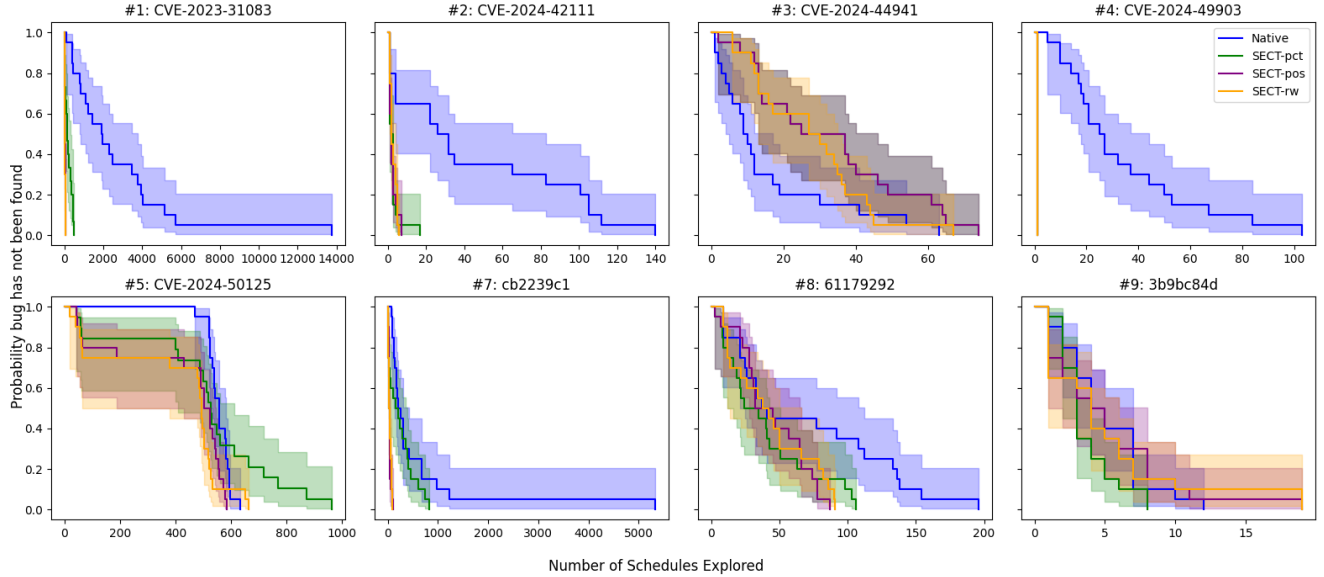 #1: CVE-2023-31083
#2: CVE-2024-42111
#3: CVE-2024-44941
#4: CVE-2024-49903
1.0
0.8
0.6
0.4
0.2
0.0
Native
SECT-pct
SECT-pos
SECT-rw
0 2000 4000 6000 8000 10000 12000 14000
0 20 40 60 80 100 120 140
0 20 40 60
0 20 40 60 80 100
Probability bug has not been found
#5: CVE-2024-50125
#7: cb2239c1
#8: 61179292
#9: 3b9bc84d
1.0
0.8
0.6
0.4
0.2
0.0
0 200 400 600 800 1000
0 1000 2000 3000 4000 5000
0 50 100 150 200
0 5 10 15
Number of Schedules Explored